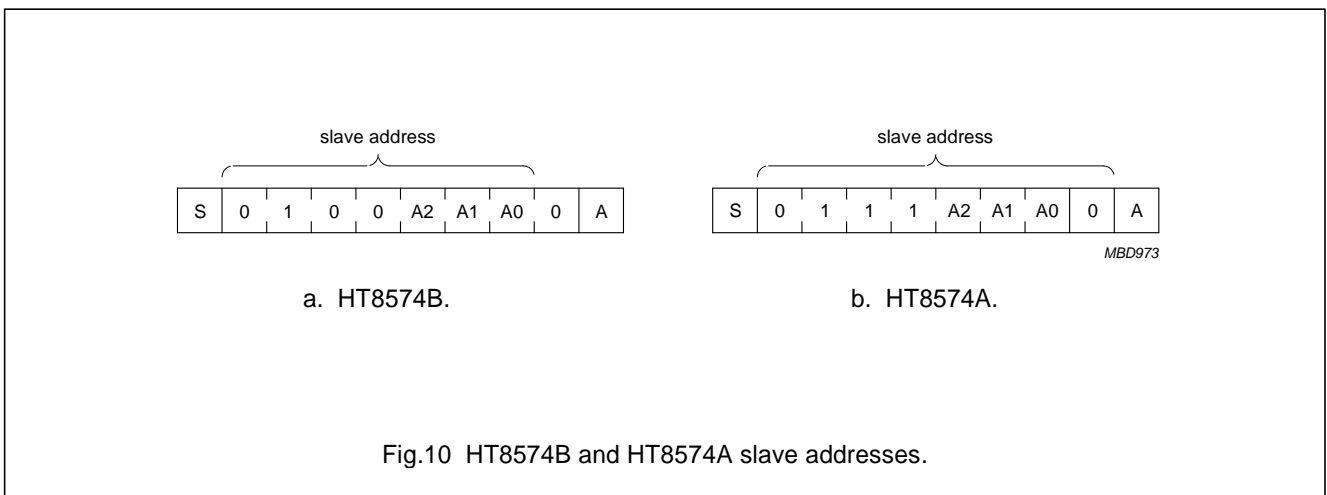 slave address
S 0 1 0 0 A2 A1 A0 0 A
a. HT8574B.
slave address
S 0 1 1 1 A2 A1 A0 0 A
MBD973
b. HT8574A.
Fig.10 HT8574B and HT8574A slave addresses.